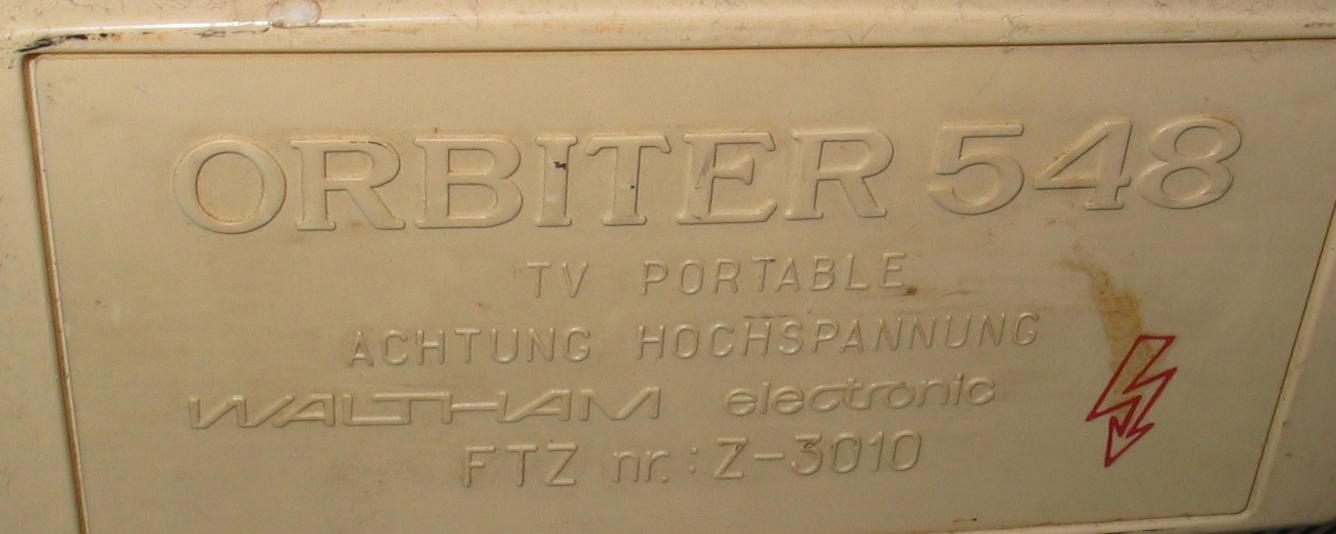 ORBITER 548
TV PORTABLE
ACHTUNG HOCHSPANNUNG
WALTHAM electronic
FTZ nr.: Z-3010